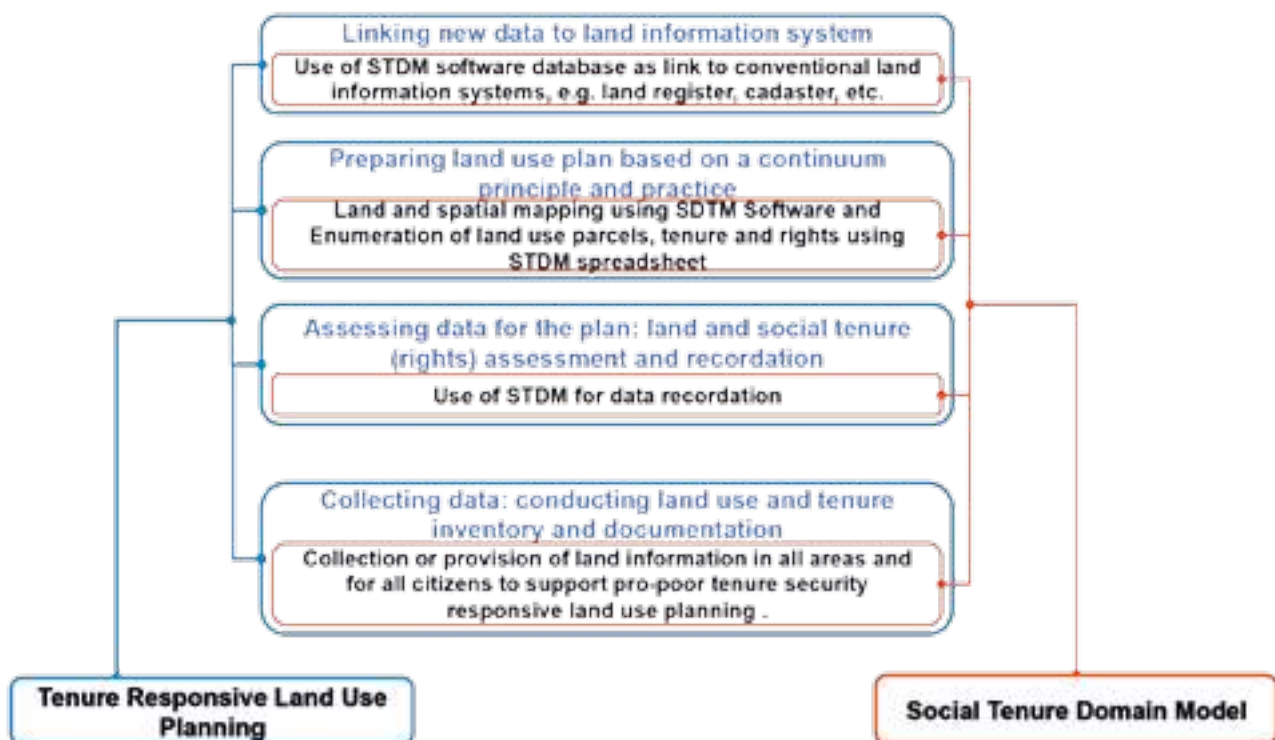 Linking new data to land information system
Use of STDM software database as link to conventional land
information systems, e.g. land register, cadaster, etc.
Preparing land use plan based on a continuum
principle and practice
Land and spatial mapping using SDTM Software and
Enumeration of land use parcels, tenure and rights using
STDM spreadsheet
Assessing data for the plan: land and social tenure
(rights) assessment and recordation
Use of STDM for data recordation
Collecting data: conducting land use and tenure
inventory and documentation
Collection or provision of land information in all areas and
for all citizens to support pro-poor tenure security
responsive land use planning .
Tenure Responsive Land Use
Planning
Social Tenure Domain Model